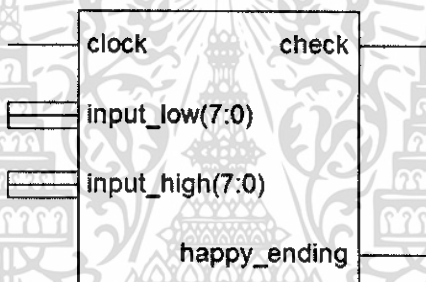 clock check
input_low(7:0)
input_high(7:0)
happy_ending